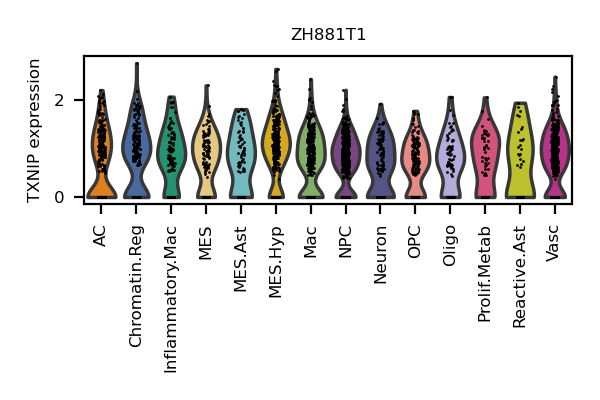 ZH881T1
TXNIP expression
2
0
AC
Chromatin.Reg
Inflammatory.Mac
MES
MES.Ast
MES.Hyp
Mac
NPC
Neuron
OPC
Oligo
Prolif.Metab
Reactive.Ast
Vasc